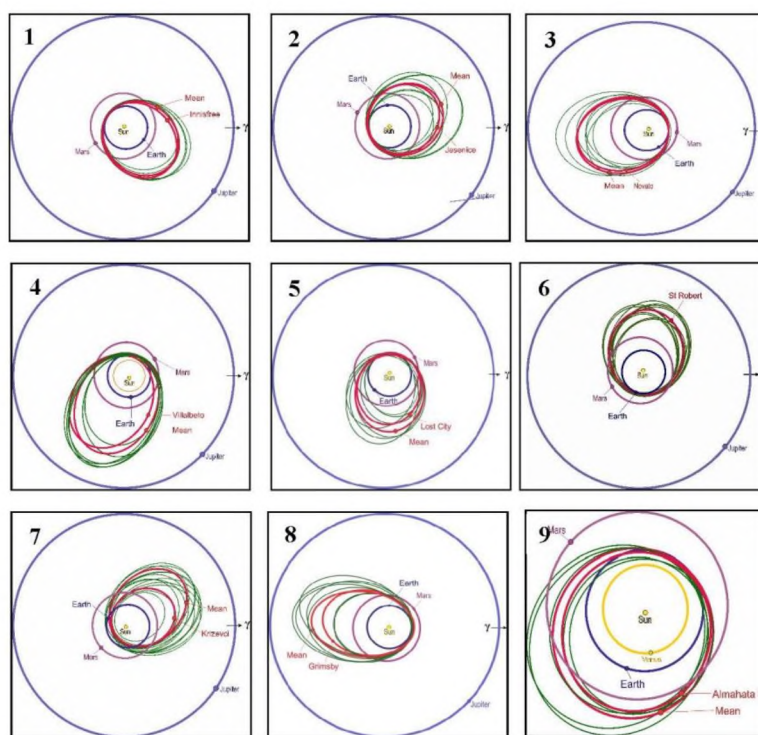 1
Mean
Innisfree
Sun
γ
Mars
Earth
Jupiter
2
Earth
Mean
Mars
Sun
γ
Jesenice
Jupiter
3
Sun
Mars
γ
Earth
Mean
Novato
Jupiter
4
Mars
Sun
γ
Villalbeto
Earth
Mean
Jupiter
5
Mars
Sun
γ
Earth
Lost City
Mean
6
St Robert
Sun
Mars
Earth
Jupiter
7
Earth
Mean
Sun
γ
Krizevci
Mars
Jupiter
8
Earth
Mars
Sun
γ
Mean
Grimsby
Jupiter
9
Mars
Sun
Venus
Earth
Almahata
Mean